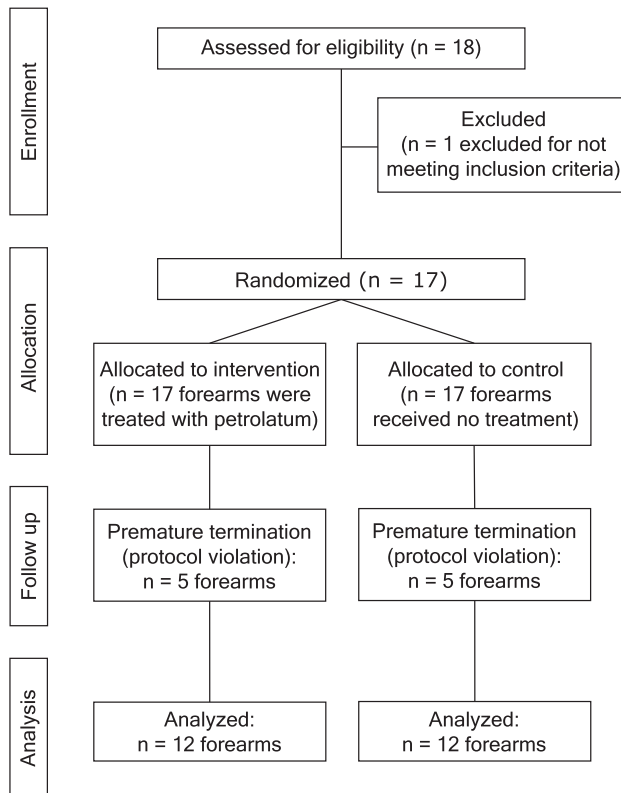 Enrollment
Assessed for eligibility (n = 18)
Excluded
(n = 1 excluded for not
meeting inclusion criteria)
Allocation
Randomized (n = 17)
Allocated to intervention
(n = 17 forearms were
treated with petrolatum)
Allocated to control
(n = 17 forearms
received no treatment)
Follow up
Premature termination
(protocol violation):
n = 5 forearms
Premature termination
(protocol violation):
n = 5 forearms
Analysis
Analyzed:
n = 12 forearms
Analyzed:
n = 12 forearms